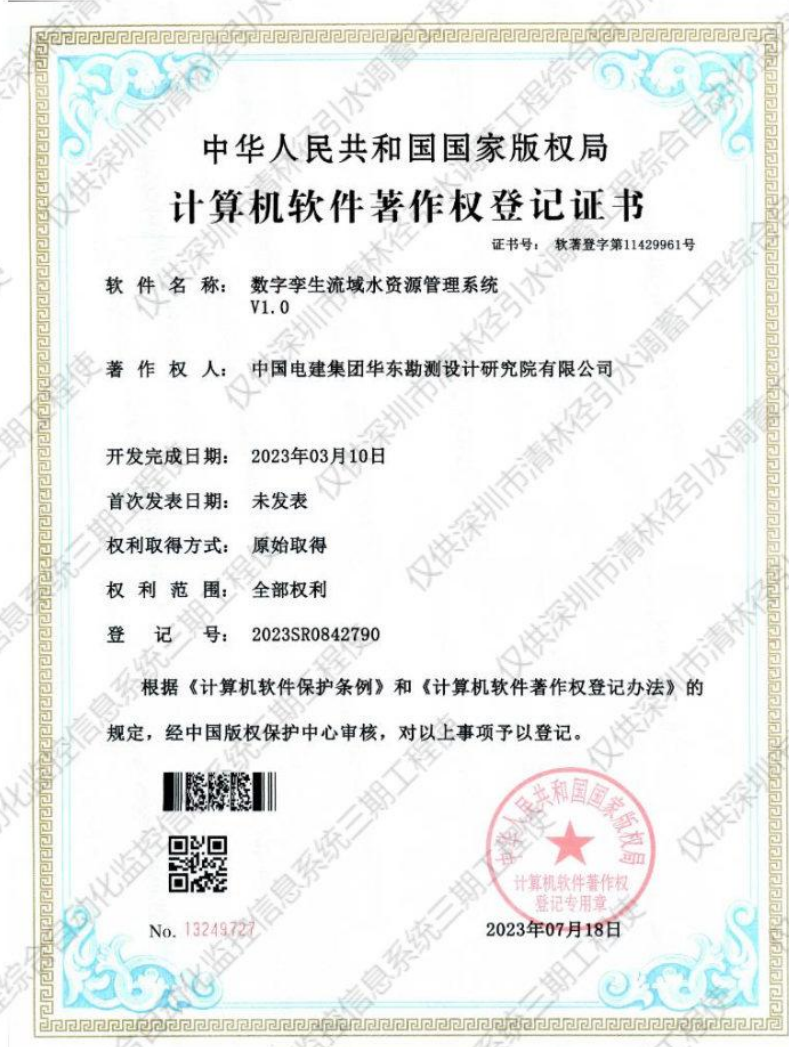 中华人民共和国国家版权局
计算机软件著作权登记证书
证书号: 软著登字第11429961号
软件名称: 数字孪生流域水资源管理系统
V1.0
著作权人: 中国电建集团华东勘测设计研究院有限公司
开发完成日期: 2023年03月10日
首次发表日期: 未发表
权利取得方式: 原始取得
权利范围: 全部权利
登记号: 2023SR0842790
根据《计算机软件保护条例》和《计算机软件著作权登记办法》的
规定,经中国版权保护中心审核,对以上事项予以登记。
中华人民共和国国家版权局
计算机软件著作权
登记专用章
No. 13249727
2023年07月18日
仅供深圳市清林径引水调蓄工程综合自动化监控信息系统三期工程使